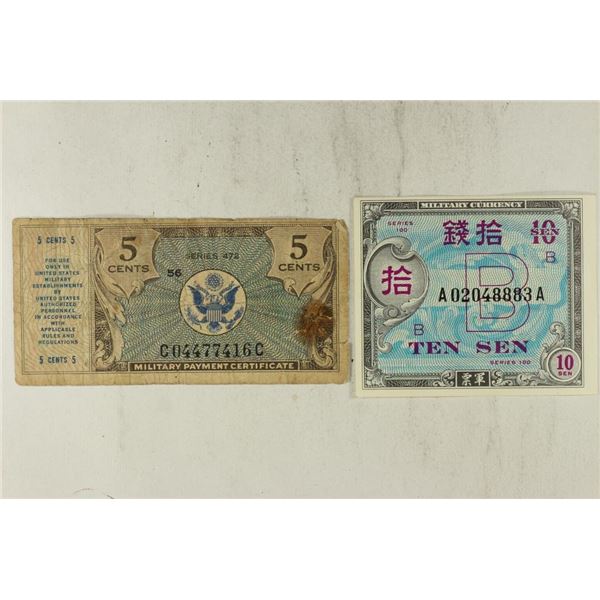 5 CENTS 5
FOR USE
ONLY IN
UNITED STATES
MILITARY
ESTABLISHMENTS
BY
UNITED STATES
AUTHORIZED
PERSONNEL
IN ACCORDANCE
WITH
APPLICABLE
RULES AND
REGULATIONS
5 CENTS 5
5
CENTS
SERIES 472
5
CENTS
56
C04477416C
MILITARY PAYMENT CERTIFICATE
MILITARY CURRENCY
SERIES
100
錢拾
10
SEN
B
拾
B
A02048883A
B
TEN SEN
SERIES 100
票軍
10
SEN